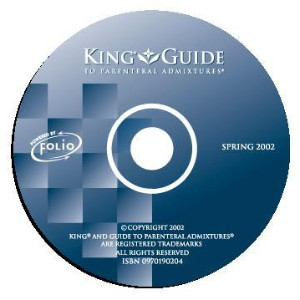 KING® GUIDE
TO PARENTERAL ADMIXTURES®
POWERED BY
FOLIO
SPRING 2002
© COPYRIGHT 2002
KING® AND GUIDE TO PARENTERAL ADMIXTURES®
ARE REGISTERED TRADEMARKS
ALL RIGHTS RESERVED
ISBN 0970190204